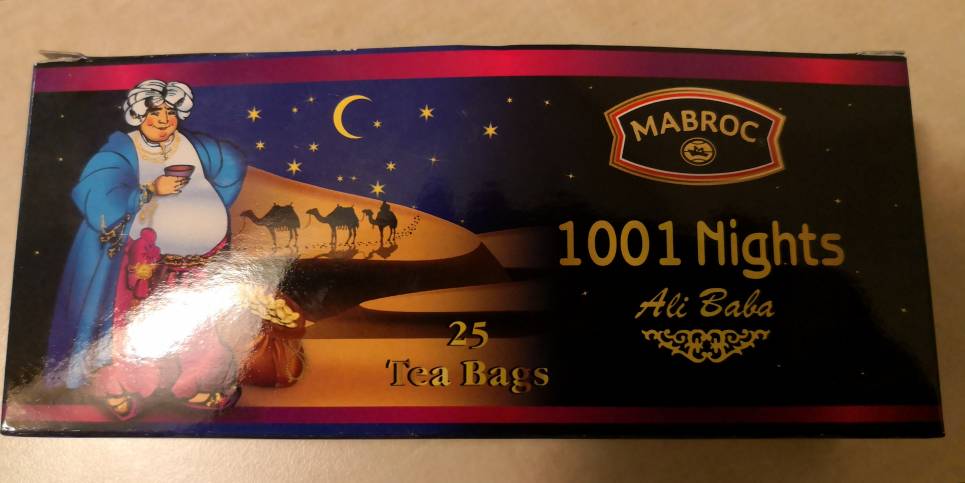 MABROC
1001 Nights
Ali Baba
25
Tea Bags